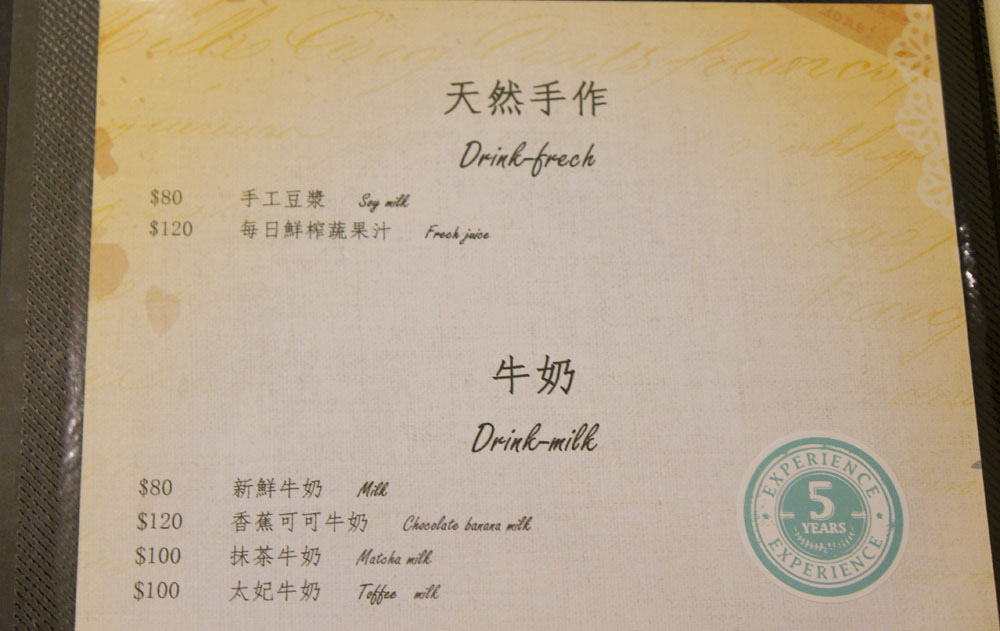 天然手作
Drink-frech
$80 手工豆漿 Soy milk
$120 每日鮮榨蔬果汁 Frech juice
牛奶
Drink-milk
$80 新鮮牛奶 Milk
$120 香蕉可可牛奶 Chocolate banana milk
$100 抹茶牛奶 Matcha milk
$100 太妃牛奶 Toffee milk
EXPERIENCE
5
YEARS
EXPERIENCE